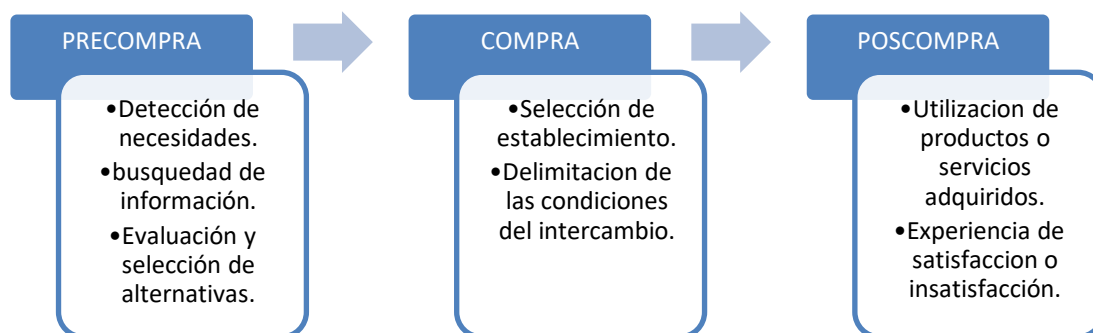 PRECOMPRA
•Detección de
necesidades.
•busquedad de
información.
•Evaluación y
selección de
alternativas.
COMPRA
•Selección de
establecimiento.
•Delimitacion de
las condiciones
del intercambio.
POSCOMPRA
•Utilizacion de
productos o
servicios
adquiridos.
•Experiencia de
satisfaccion o
insatisfacción.